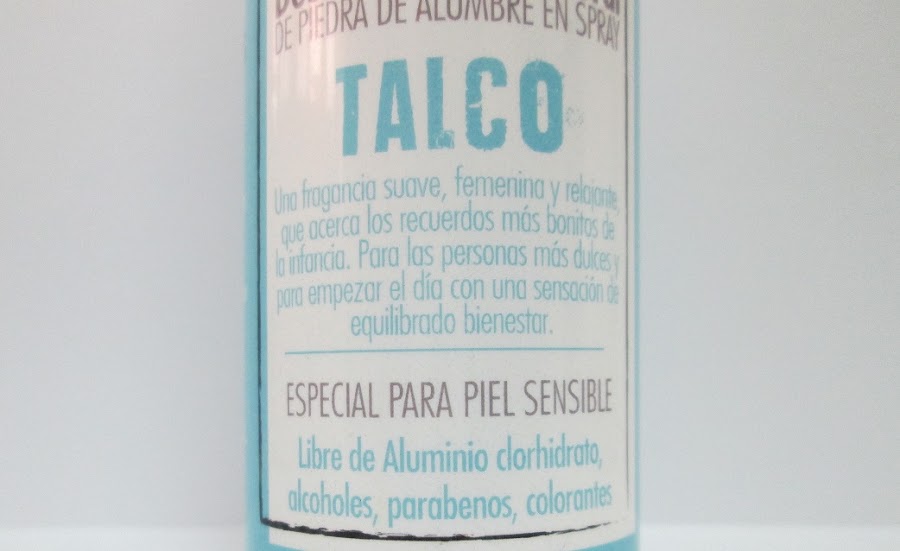 DE PIEDRA DE ALUMBRE EN SPRAY
TALCO
Una fragancia suave, femenina y relajante,
que acerca los recuerdos más bonitos de
la infancia. Para las personas más dulces y
para empezar el día con una sensación de
equilibrado bienestar.
ESPECIAL PARA PIEL SENSIBLE
Libre de Aluminio clorhidrato,
alcoholes, parabenos, colorantes